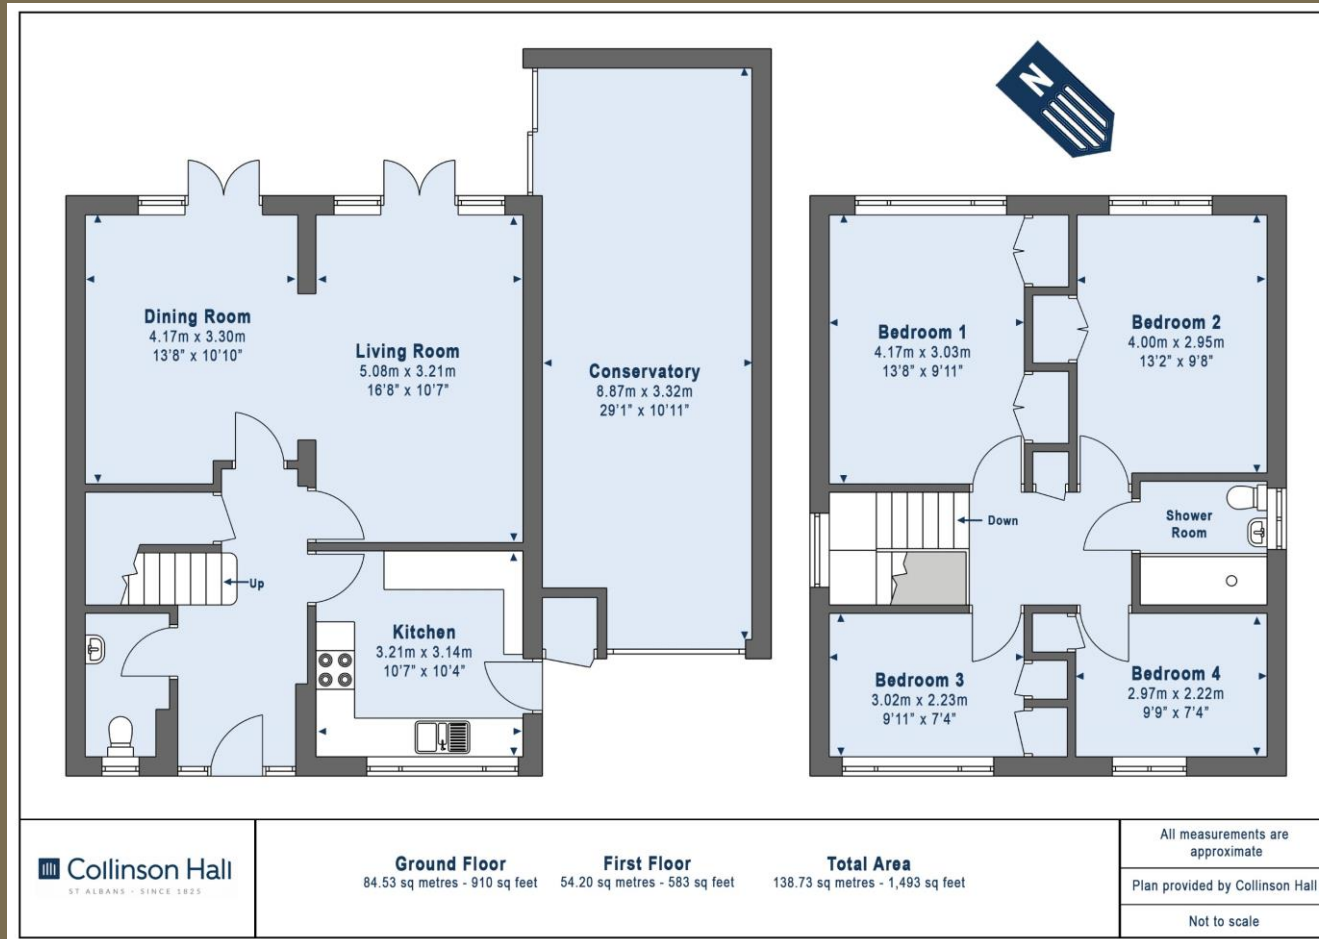 N
Dining Room
4.17m x 3.30m
13'8" x 10'10"
Living Room
5.08m x 3.21m
16'8" x 10'7"
Conservatory
8.87m x 3.32m
29'1" x 10'11"
Up
Kitchen
3.21m x 3.14m
10'7" x 10'4"
Bedroom 1
4.17m x 3.03m
13'8" x 9'11"
Bedroom 2
4.00m x 2.95m
13'2" x 9'8"
Down
Shower
Room
Bedroom 3
3.02m x 2.23m
9'11" x 7'4"
Bedroom 4
2.97m x 2.22m
9'9" x 7'4"
Collinson Hall
ST ALBANS - SINCE 1825
Ground Floor
84.53 sq metres - 910 sq feet
First Floor
54.20 sq metres - 583 sq feet
Total Area
138.73 sq metres - 1,493 sq feet
All measurements are
approximate
Plan provided by Collinson Hall
Not to scale